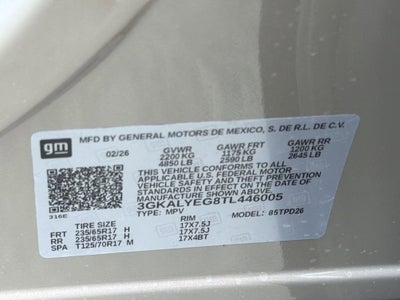 gm
MFD BY GENERAL MOTORS DE MEXICO, S. DE R.L. DE C.V.
02/26 GVWR GAWR FRT GAWR RR
2200 KG 1175 KG 1200 KG
4850 LB 2590 LB 2645 LB
THIS VEHICLE CONFORMS TO ALL
APPLICABLE U.S. FEDERAL MOTOR
VEHICLE SAFETY, BUMPER, AND
THEFT PREVENTION STANDARDS
IN EFFECT ON THE DATE OF
MANUFACTURE SHOWN ABOVE.
3GKALYEG8TL446005
316E TYPE: MPV MODEL: 85TPD26
TIRE SIZE RIM
FRT 235/65R17 H 17X7.5J
RR 235/65R17 H 17X7.5J
SPA T125/70R17 M 17X4BT